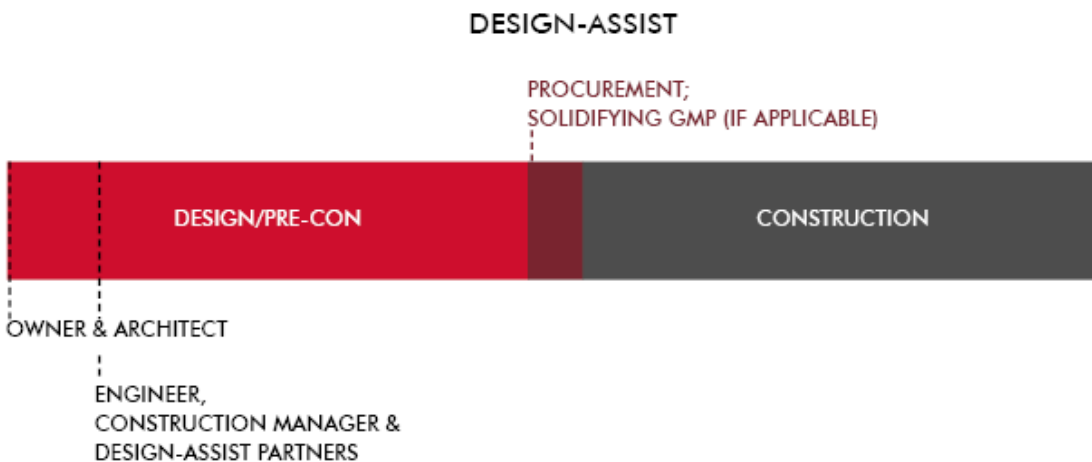 DESIGN-ASSIST
PROCUREMENT;
SOLIDIFYING GMP (IF APPLICABLE)
DESIGN/PRE-CON
CONSTRUCTION
OWNER & ARCHITECT
ENGINEER,
CONSTRUCTION MANAGER &
DESIGN-ASSIST PARTNERS